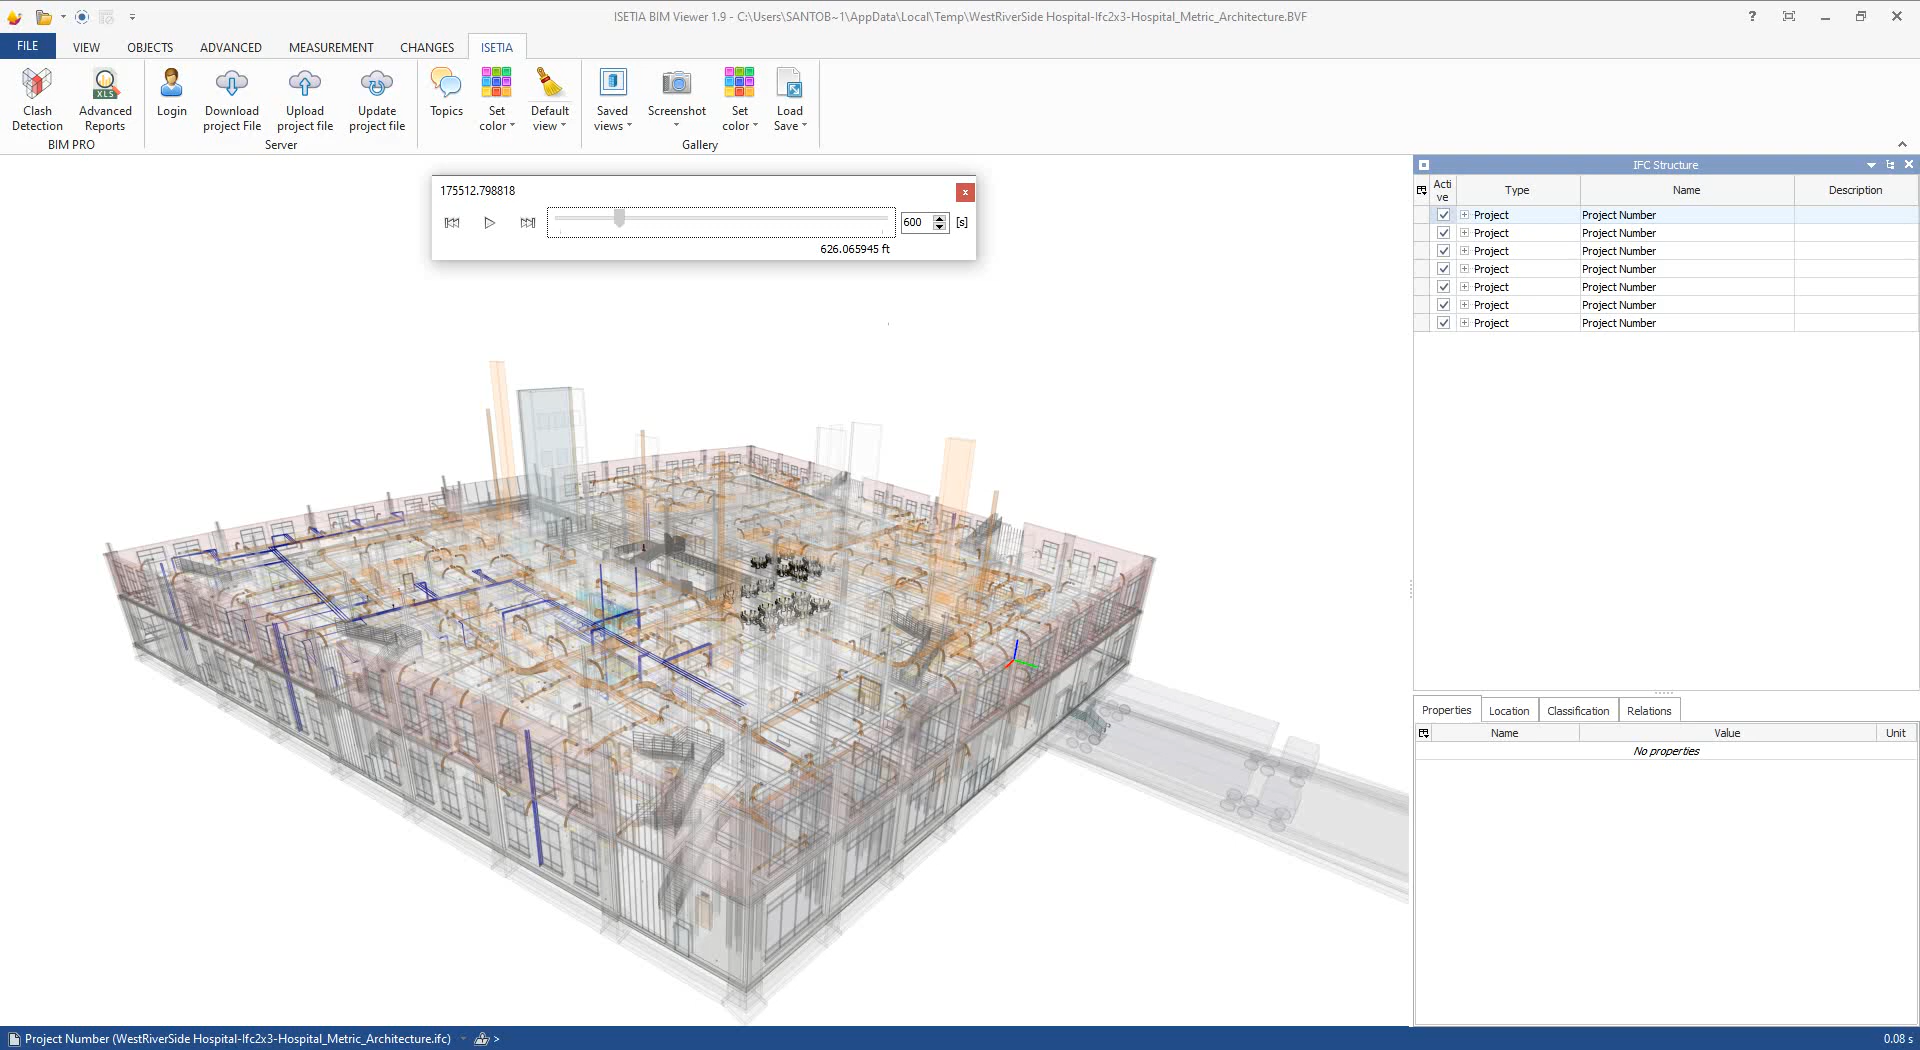 ISETIA BIM Viewer 1.9 - C:\Users\SANTOB~1\AppData\Local\Temp\WestRiverSide Hospital-Ifc2x3-Hospital_Metric_Architecture.BVF
FILE VIEW OBJECTS ADVANCED MEASUREMENT CHANGES ISETIA
Clash Detection
Advanced Reports
BIM PRO
Login
Download project File
Upload project file
Update project file
Server
Topics
Set color
Default view
Saved views
Screenshot
Set color
Load Save
Gallery
175512.798818
x
600 [s]
626.065945 ft
IFC Structure
Active Type Name Description
Project Project Number
Project Project Number
Project Project Number
Project Project Number
Project Project Number
Project Project Number
Project Project Number
Properties Location Classification Relations
Name Value Unit
No properties
Project Number (WestRiverSide Hospital-Ifc2x3-Hospital_Metric_Architecture.ifc) >
0.08 s